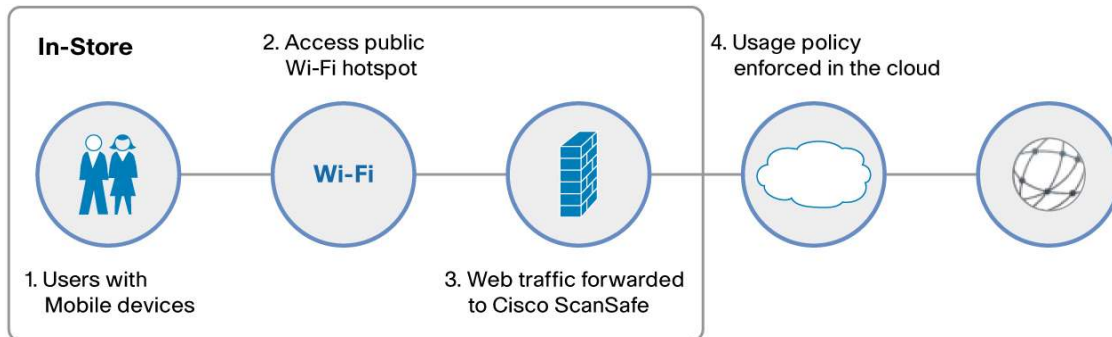 In-Store
2. Access public
Wi-Fi hotspot
4. Usage policy
enforced in the cloud
Wi-Fi
1. Users with
Mobile devices
3. Web traffic forwarded
to Cisco ScanSafe